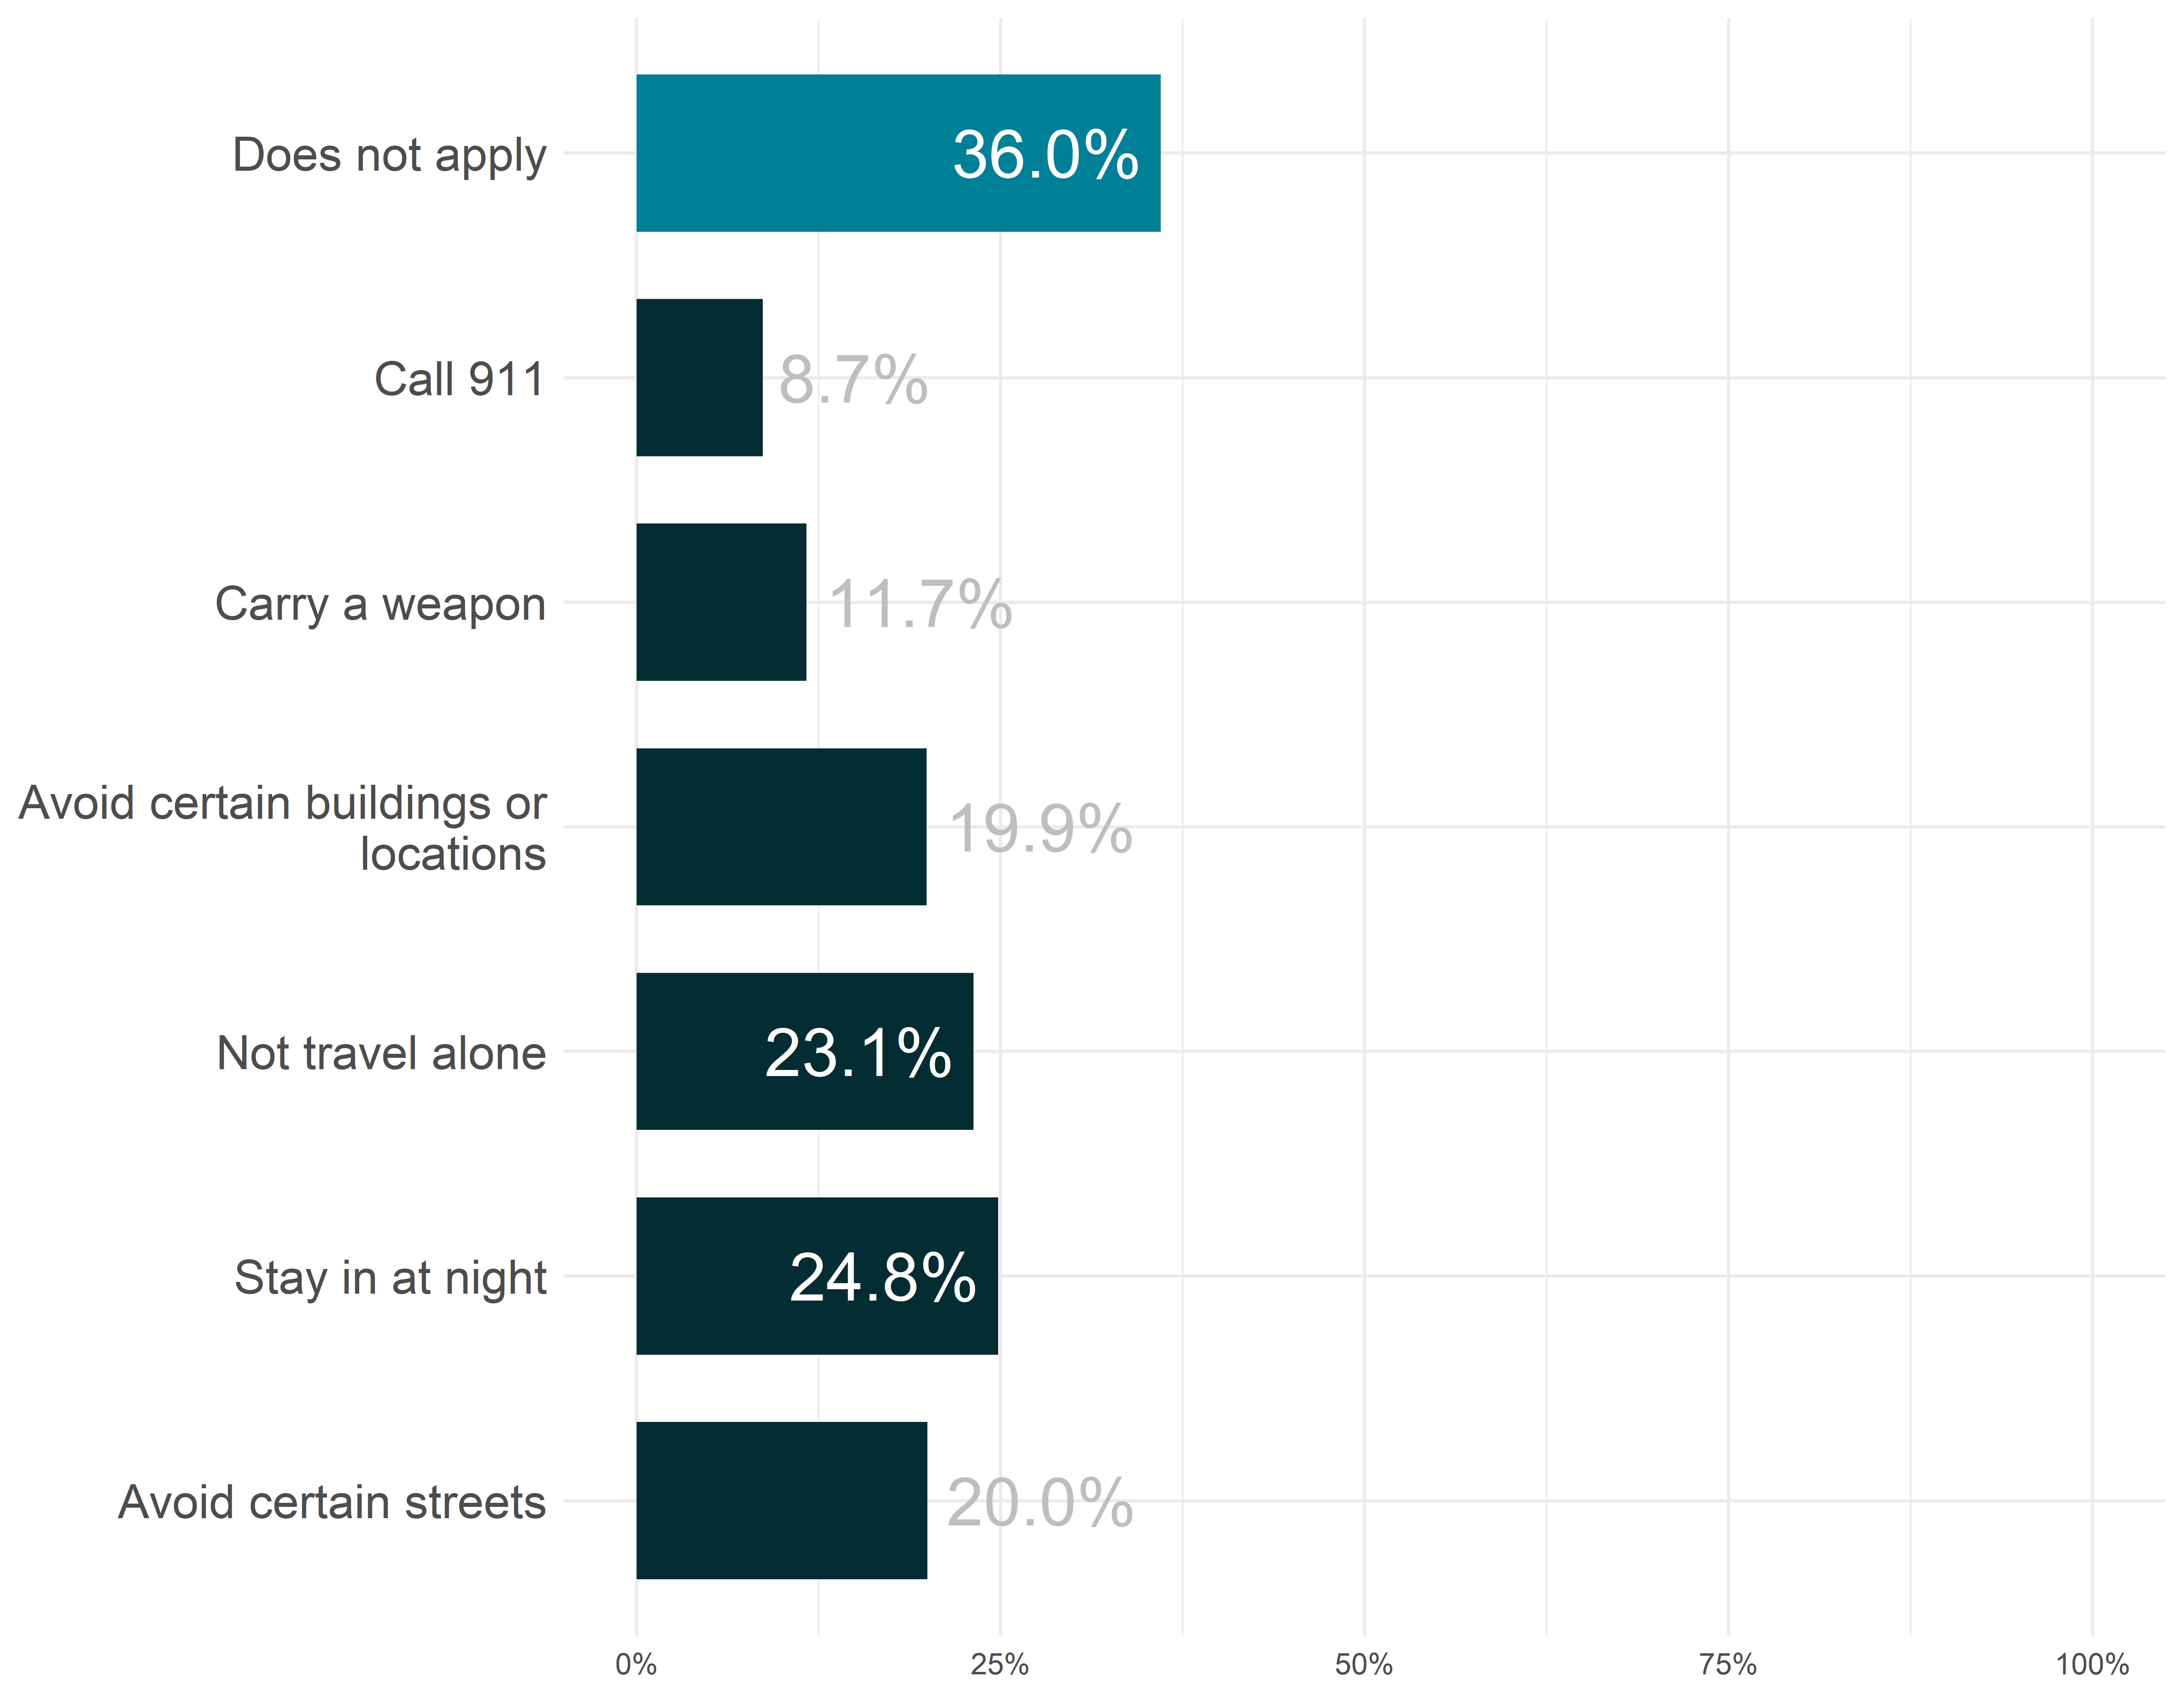 Does not apply
36.0%
Call 911
8.7%
Carry a weapon
11.7%
Avoid certain buildings or
locations
19.9%
Not travel alone
23.1%
Stay in at night
24.8%
Avoid certain streets
20.0%
0%
25%
50%
75%
100%